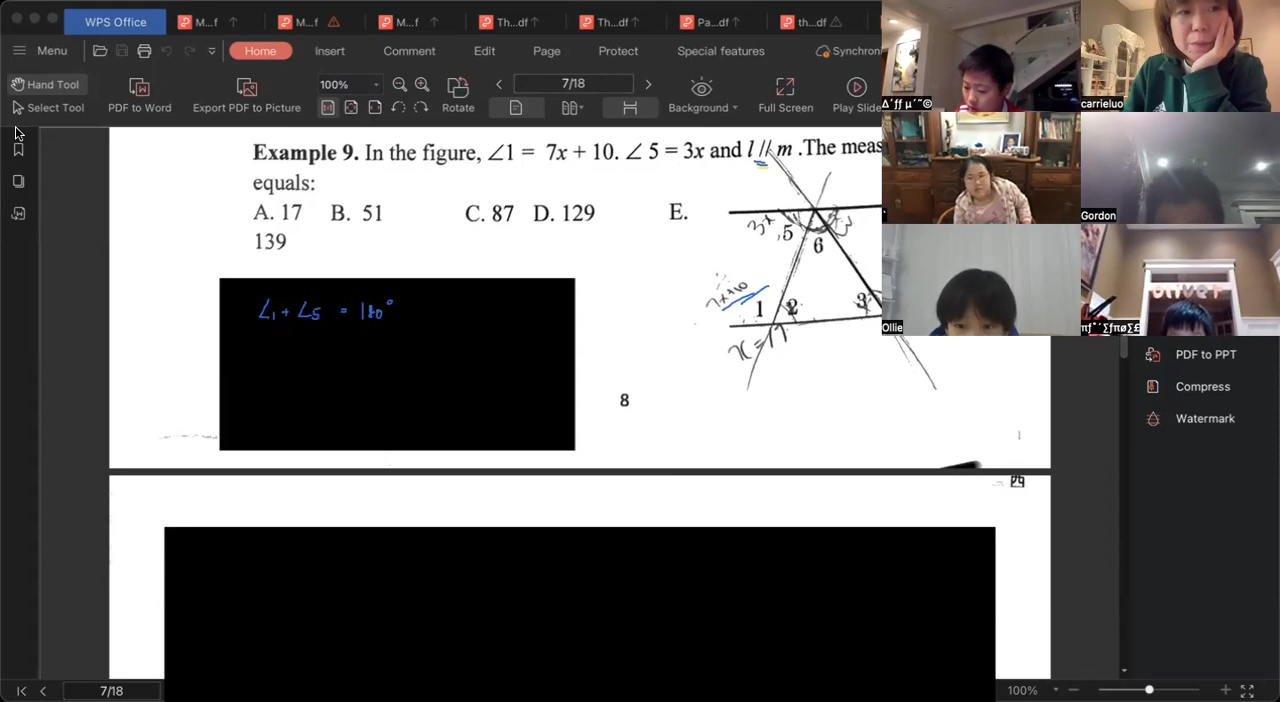 WPS Office
M...f
M...f
M...f
Th...df
Th...df
Pa...df
th...df
Menu
Home
Insert
Comment
Edit
Page
Protect
Special features
Synchron
Hand Tool
Select Tool
PDF to Word
Export PDF to Picture
100%
7/18
Rotate
Background
Full Screen
Play Slide
carrieluo
Gordon
Ollie
OLIVER
Example 9. In the figure, ∠1 = 7x + 10. ∠ 5 = 3x and l // m .The meas
equals:
A. 17 B. 51 C. 87 D. 129 E.
139
3x 5 6
7x+10
1 2 3
x=17
∠1 + ∠5 = 180°
8
PDF to PPT
Compress
Watermark
7/18
100%